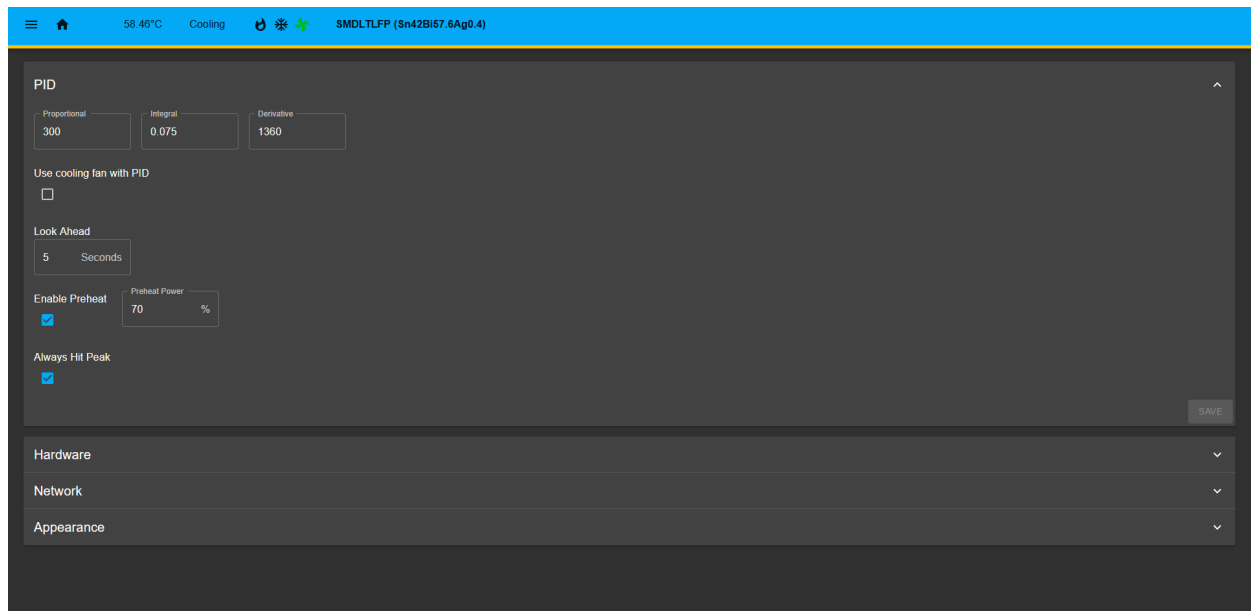 58.46°C Cooling SMDLTLFP (Sn42Bi57.6Ag0.4)
PID
Proportional Integral Derivative
300 0.075 1360
Use cooling fan with PID
Look Ahead
5 Seconds
Enable Preheat Preheat Power
70 %
Always Hit Peak
SAVE
Hardware
Network
Appearance